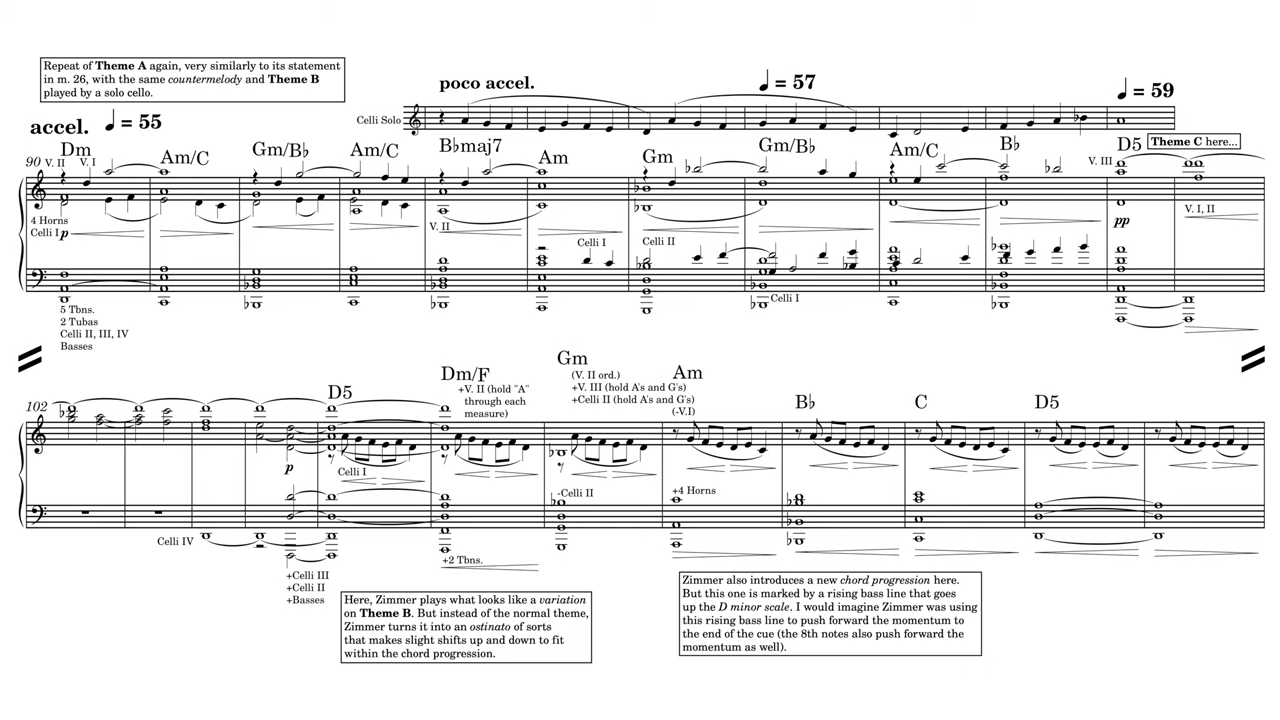 Repeat of Theme A again, very similarly to its statement
in m. 26, with the same countermelody and Theme B
played by a solo cello.
accel. ♩ = 55
poco accel.
♩ = 57
♩ = 59
Celli Solo
90
V. II V. I
Dm
Am/C
Gm/B♭
Am/C
B♭maj7
Am
Gm
Gm/B♭
Am/C
B♭
D5
Theme C here...
V. III
4 Horns
Celli I p
V. II
Celli I
Celli II
pp
V. I, II
Celli I
5 Tbns.
2 Tubas
Celli II, III, IV
Basses
102
D5
Dm/F
+V. II (hold "A"
through each
measure)
Gm
(V. II ord.)
+V. III (hold A's and G's)
+Celli II (hold A's and G's)
Am
(-V.I)
B♭
C
D5
p
Celli I
-Celli II
+4 Horns
Celli IV
+2 Tbns.
+Celli III
+Celli II
+Basses
Here, Zimmer plays what looks like a variation
on Theme B. But instead of the normal theme,
Zimmer turns it into an ostinato of sorts
that makes slight shifts up and down to fit
within the chord progression.
Zimmer also introduces a new chord progression here.
But this one is marked by a rising bass line that goes
up the D minor scale. I would imagine Zimmer was using
this rising bass line to push forward the momentum to
the end of the cue (the 8th notes also push forward the
momentum as well).